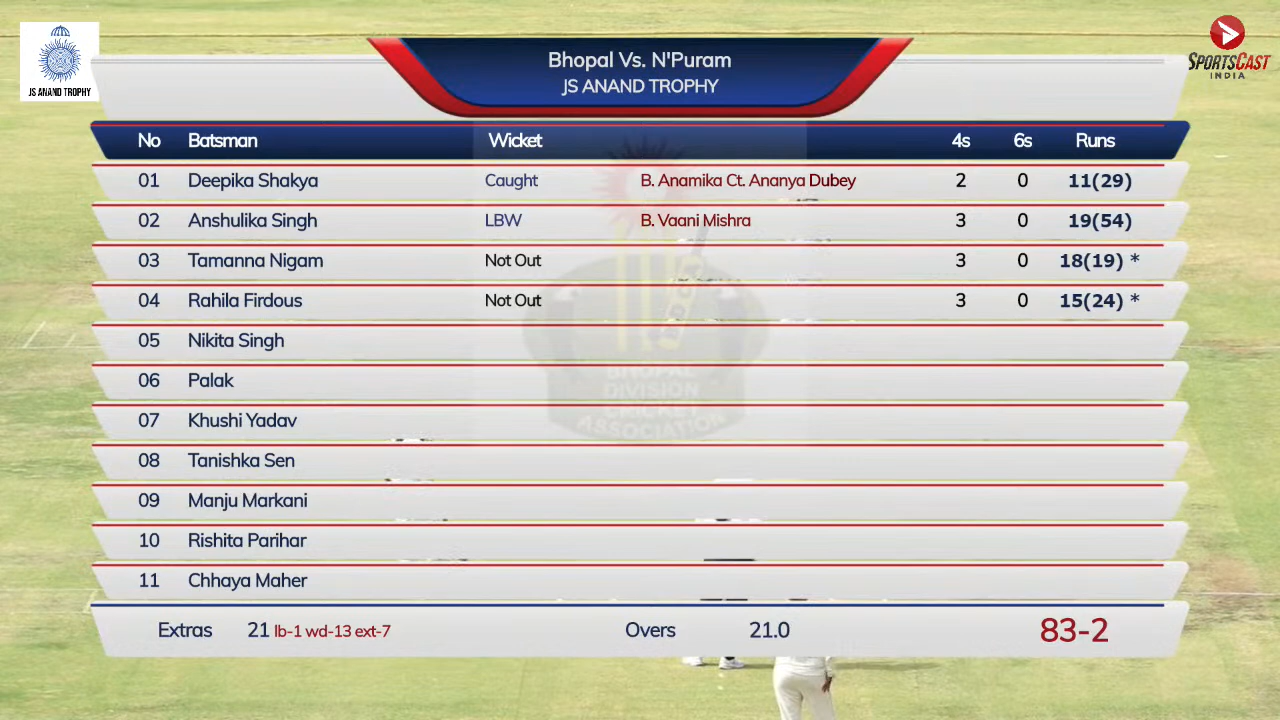 JS ANAND TROPHY
Bhopal Vs. N'Puram
JS ANAND TROPHY
SPORTSCAST
INDIA
No Batsman Wicket 4s 6s Runs
01 Deepika Shakya Caught B. Anamika Ct. Ananya Dubey 2 0 11(29)
02 Anshulika Singh LBW B. Vaani Mishra 3 0 19(54)
03 Tamanna Nigam Not Out 3 0 18(19) *
04 Rahila Firdous Not Out 3 0 15(24) *
05 Nikita Singh
06 Palak
07 Khushi Yadav
08 Tanishka Sen
09 Manju Markani
10 Rishita Parihar
11 Chhaya Maher
BHOPAL
DIVISION
CRICKET
ASSOCIATION
Extras 21 lb-1 wd-13 ext-7 Overs 21.0 83-2